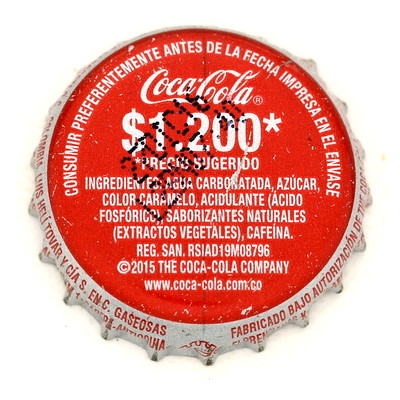 CONSUMIR PREFERENTEMENTE ANTES DE LA FECHA IMPRESA EN EL ENVASE
Coca-Cola®
$1.200*
*PRECIO SUGERIDO
INGREDIENTES: AGUA CARBONATADA, AZÚCAR,
COLOR CARAMELO, ACIDULANTE (ÁCIDO
FOSFÓRICO), SABORIZANTES NATURALES
(EXTRACTOS VEGETALES), CAFEÍNA.
REG. SAN. RSIAD19M08796
©2015 THE COCA-COLA COMPANY
www.coca-cola.com.co
TOVAR Y CÍA S. EN C. GASEOSAS
FABRICADO BAJO AUTORIZACIÓN DE